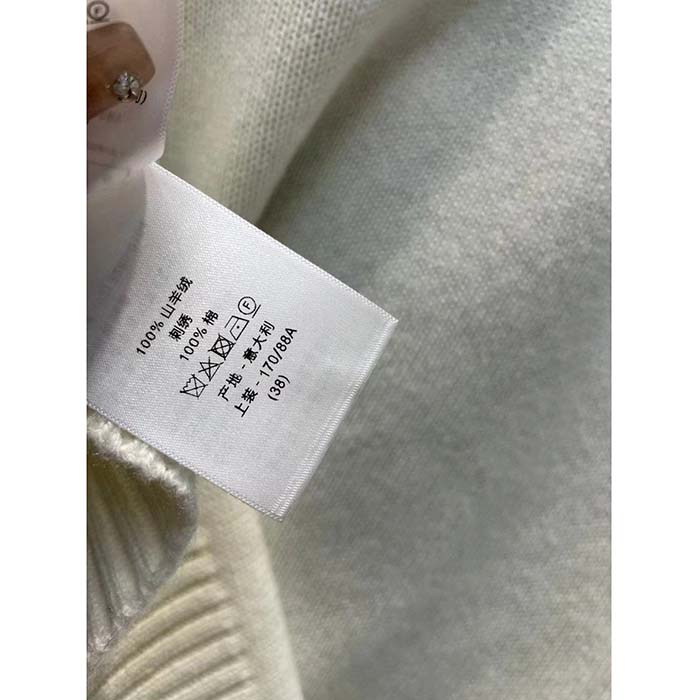 100% 山羊绒
刺绣
100% 棉
F
产地 - 意大利
上装 - 170/88A
(38)